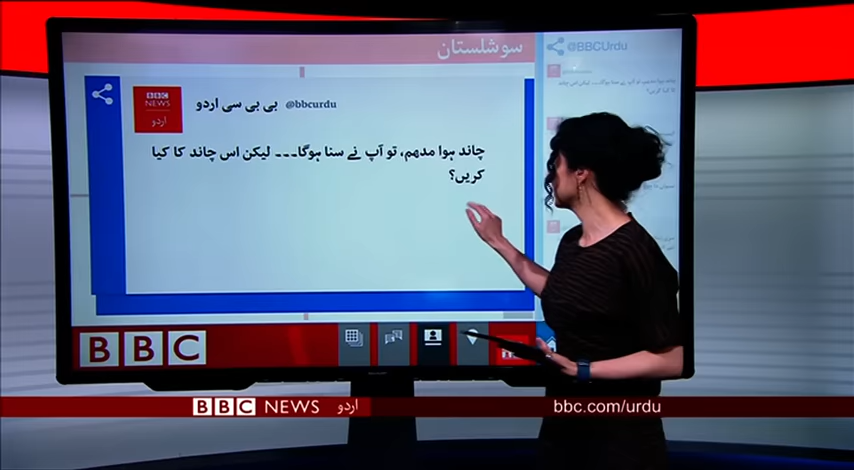 سوشلستان
@BBCUrdu
BBC
NEWS
اردو
بی بی سی اردو @bbcurdu
چاند ہوا مدھم، تو آپ نے سنا ہوگا۔۔۔ لیکن اس چاند کا کیا
کریں؟
BBC
BBC NEWS اردو
bbc.com/urdu